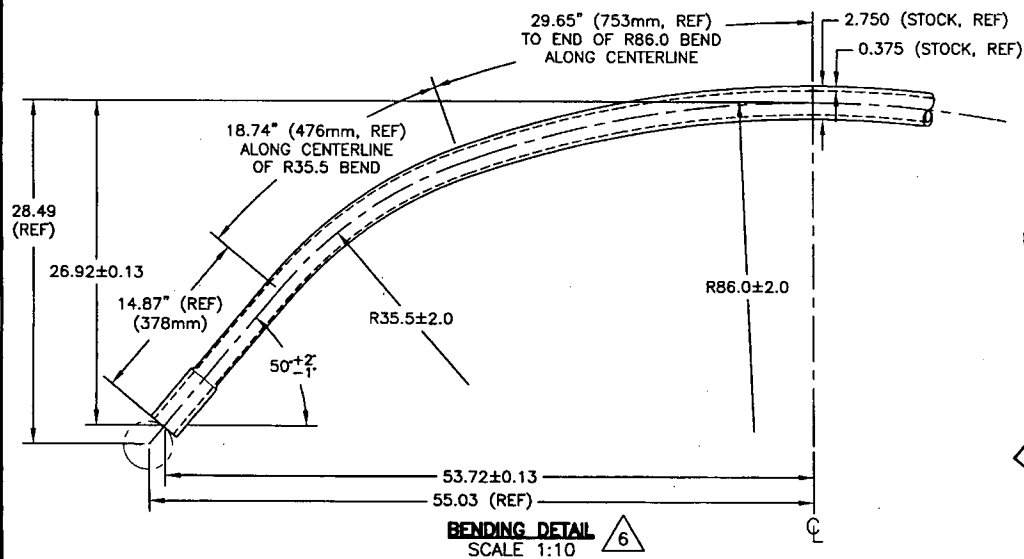 29.65" (753mm, REF)
TO END OF R86.0 BEND
ALONG CENTERLINE
2.750 (STOCK, REF)
0.375 (STOCK, REF)
18.74" (476mm, REF)
ALONG CENTERLINE
OF R35.5 BEND
28.49
(REF)
26.92±0.13
14.87" (REF)
(378mm)
R35.5±2.0
R86.0±2.0
50°+2°
-1°
53.72±0.13
55.03 (REF)
BENDING DETAIL 6
SCALE 1:10
CL